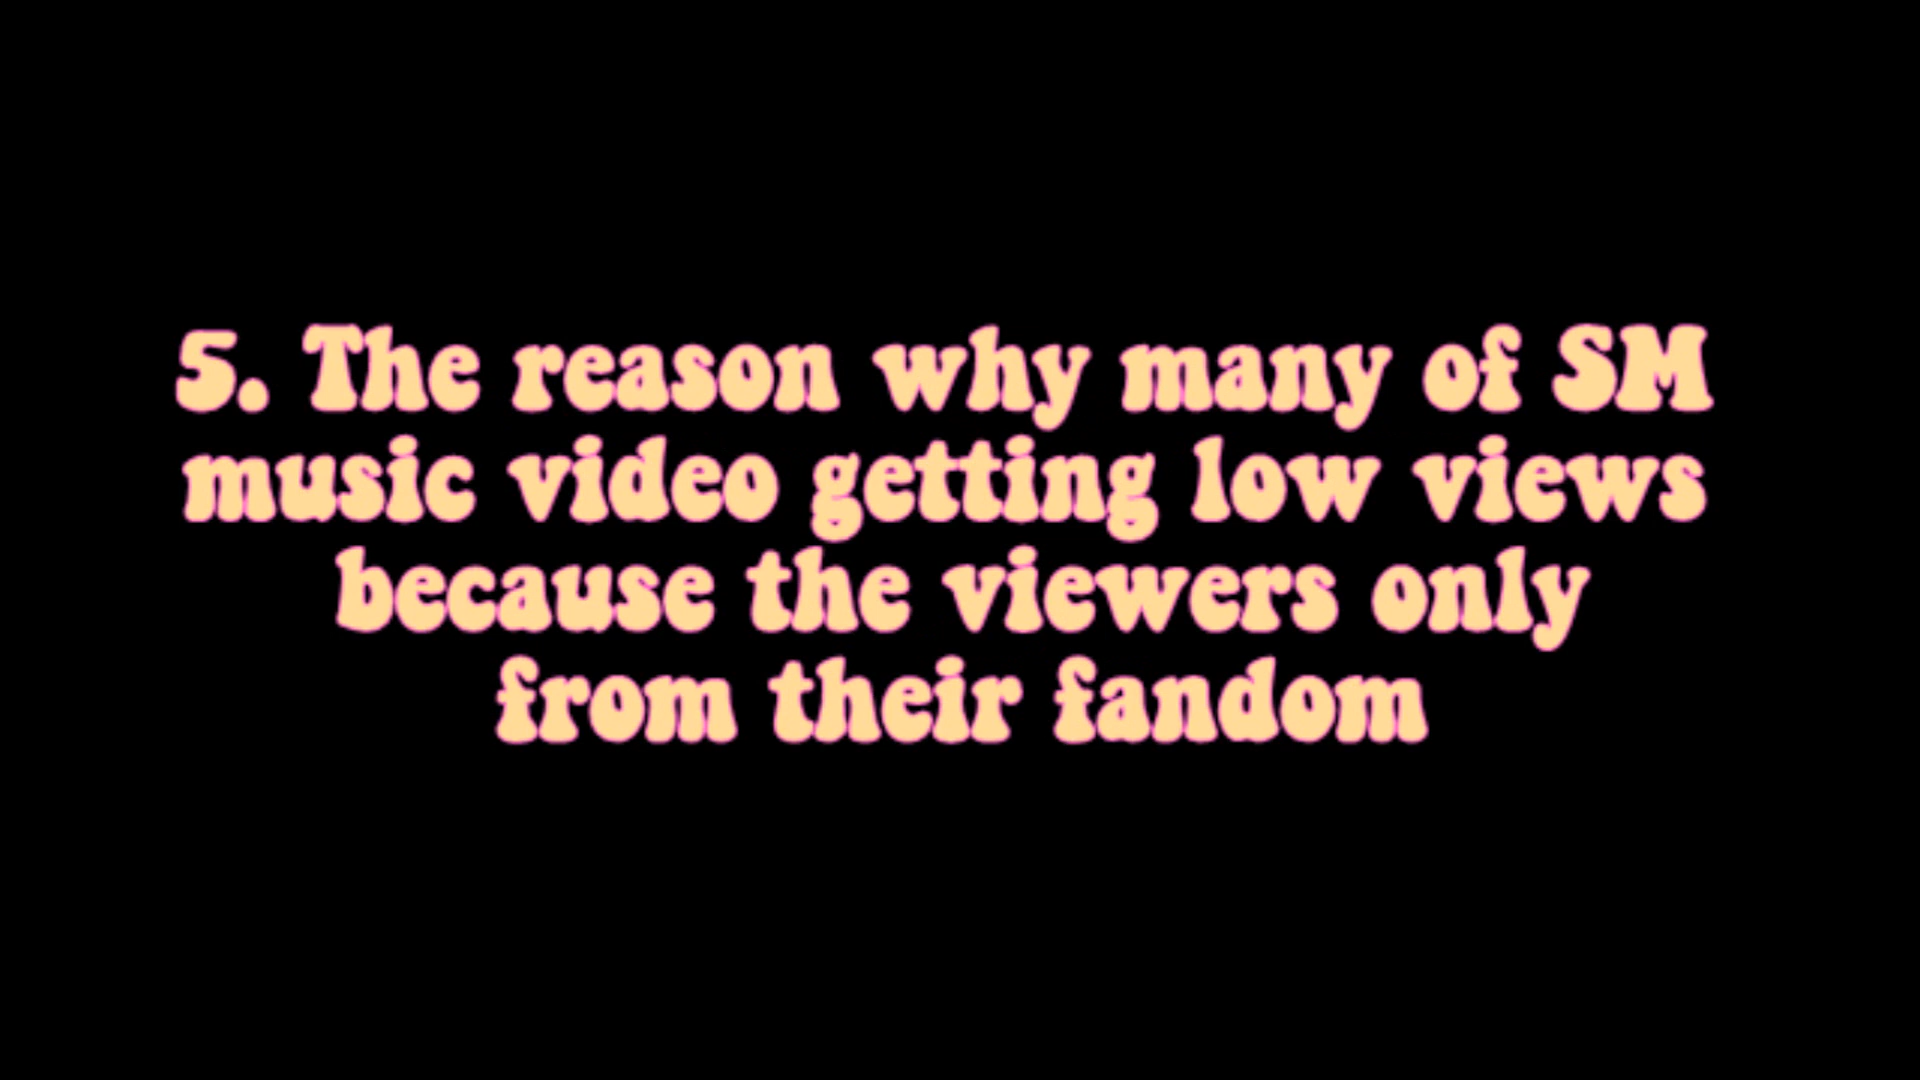 5. The reason why many of SM
music video getting low views
because the viewers only
from their fandom